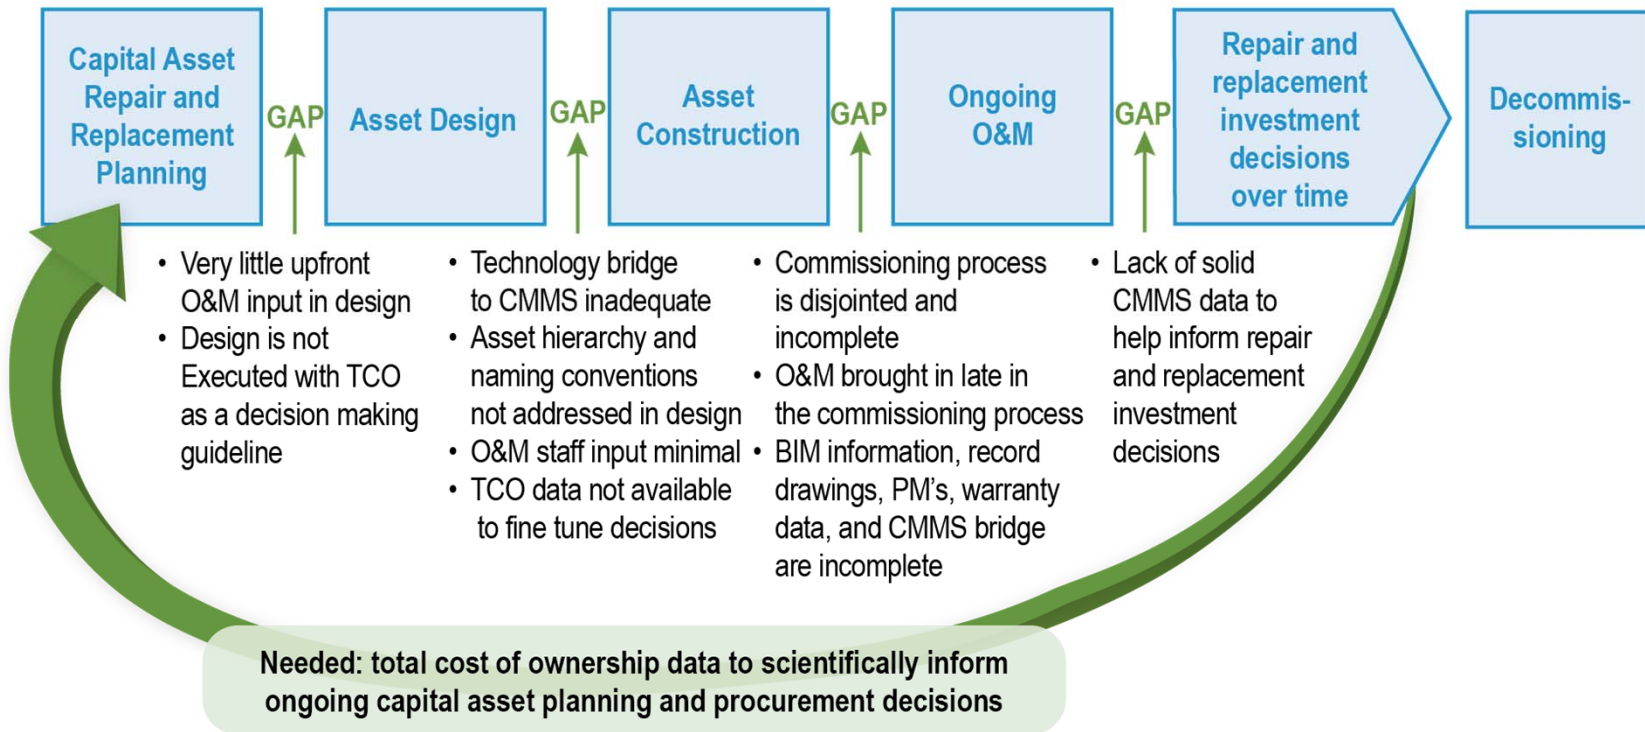 Capital Asset
Repair and
Replacement
Planning
GAP
Asset Design
GAP
Asset
Construction
GAP
Ongoing
O&M
GAP
Repair and
replacement
investment
decisions
over time
Decommis-
sioning
• Very little upfront
O&M input in design
• Design is not
Executed with TCO
as a decision making
guideline
• Technology bridge
to CMMS inadequate
• Asset hierarchy and
naming conventions
not addressed in design
• O&M staff input minimal
• TCO data not available
to fine tune decisions
• Commissioning process
is disjointed and
incomplete
• O&M brought in late in
the commissioning process
• BIM information, record
drawings, PM's, warranty
data, and CMMS bridge
are incomplete
• Lack of solid
CMMS data to
help inform repair
and replacement
investment
decisions
Needed: total cost of ownership data to scientifically inform
ongoing capital asset planning and procurement decisions